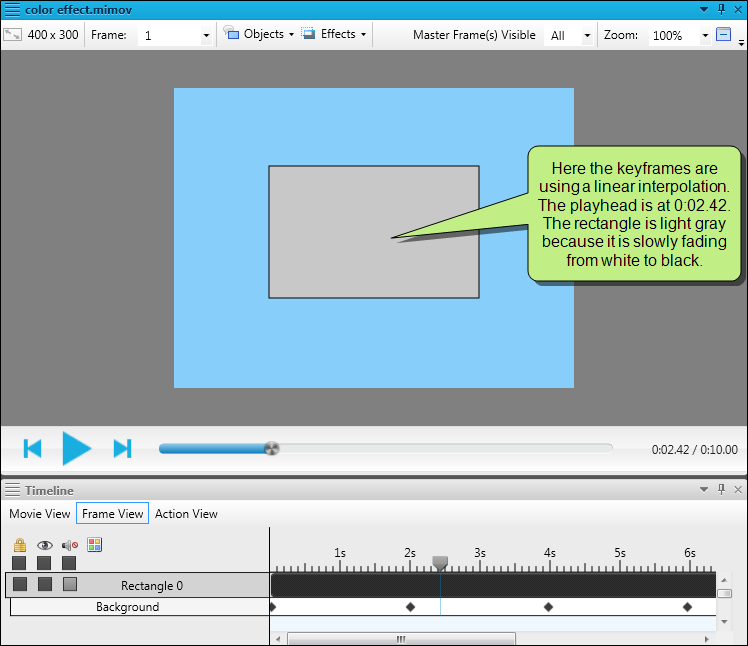 color effect.mimov
400 x 300 Frame: 1 Objects Effects Master Frame(s) Visible All Zoom: 100%
Here the keyframes are
using a linear interpolation.
The playhead is at 0:02.42.
The rectangle is light gray
because it is slowly fading
from white to black.
0:02.42 / 0:10.00
Timeline
Movie View Frame View Action View
1s 2s 3s 4s 5s 6s
Rectangle 0
Background